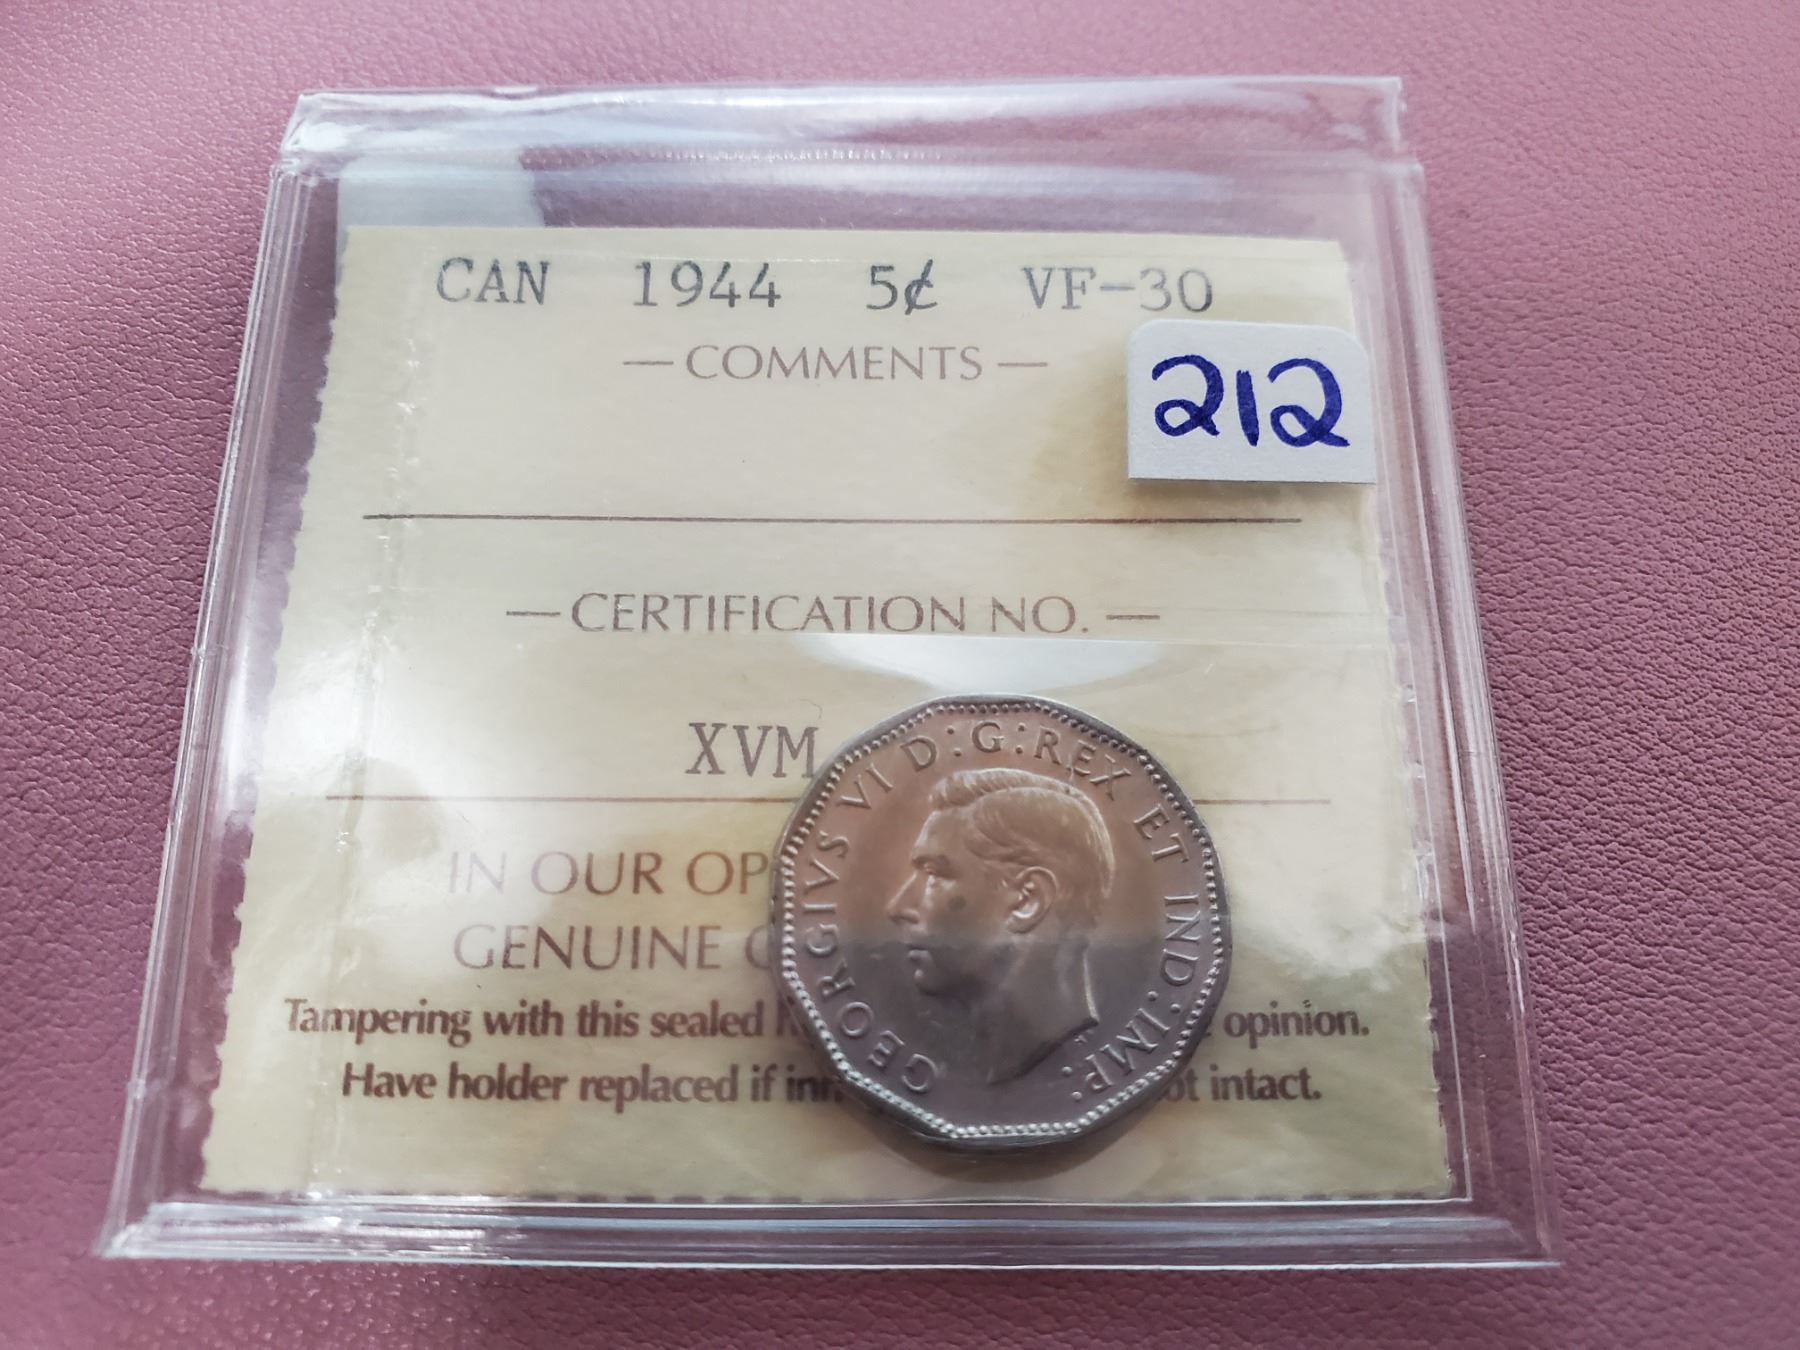 CAN 1944 5¢ VF-30
— COMMENTS —
212
— CERTIFICATION NO. —
XVM
GEORGIVS VI D:G:REX ET IND:IMP:
IN OUR
GENUINE
Tampering with this sealed opinion.
Have holder replaced if intact.